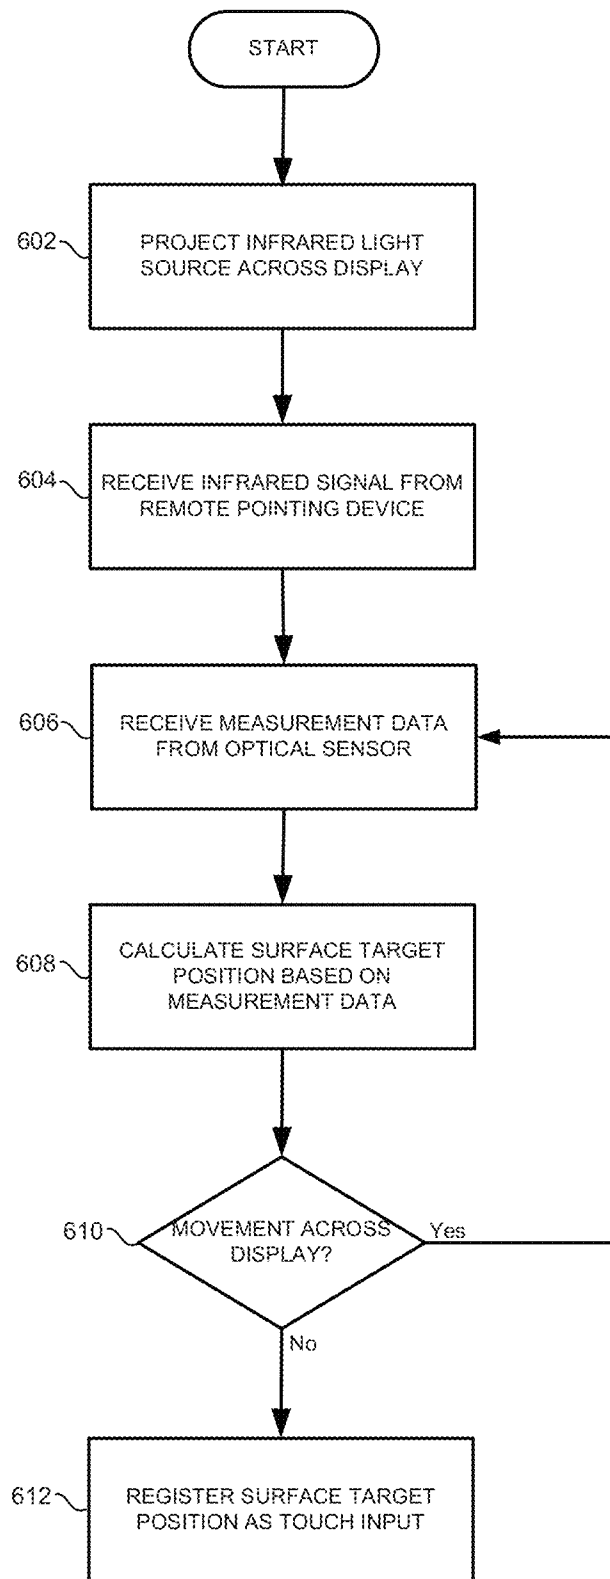 START
602
PROJECT INFRARED LIGHT
SOURCE ACROSS DISPLAY
604
RECEIVE INFRARED SIGNAL FROM
REMOTE POINTING DEVICE
606
RECEIVE MEASUREMENT DATA
FROM OPTICAL SENSOR
608
CALCULATE SURFACE TARGET
POSITION BASED ON
MEASUREMENT DATA
610
MOVEMENT ACROSS
DISPLAY?
Yes
No
612
REGISTER SURFACE TARGET
POSITION AS TOUCH INPUT